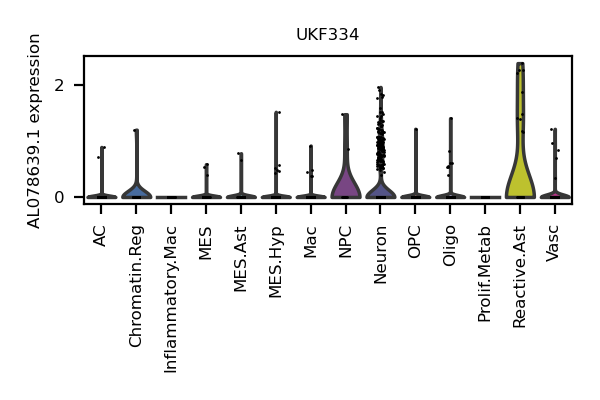 UKF334
AL078639.1 expression
2
0
AC
Chromatin.Reg
Inflammatory.Mac
MES
MES.Ast
MES.Hyp
Mac
NPC
Neuron
OPC
Oligo
Prolif.Metab
Reactive.Ast
Vasc